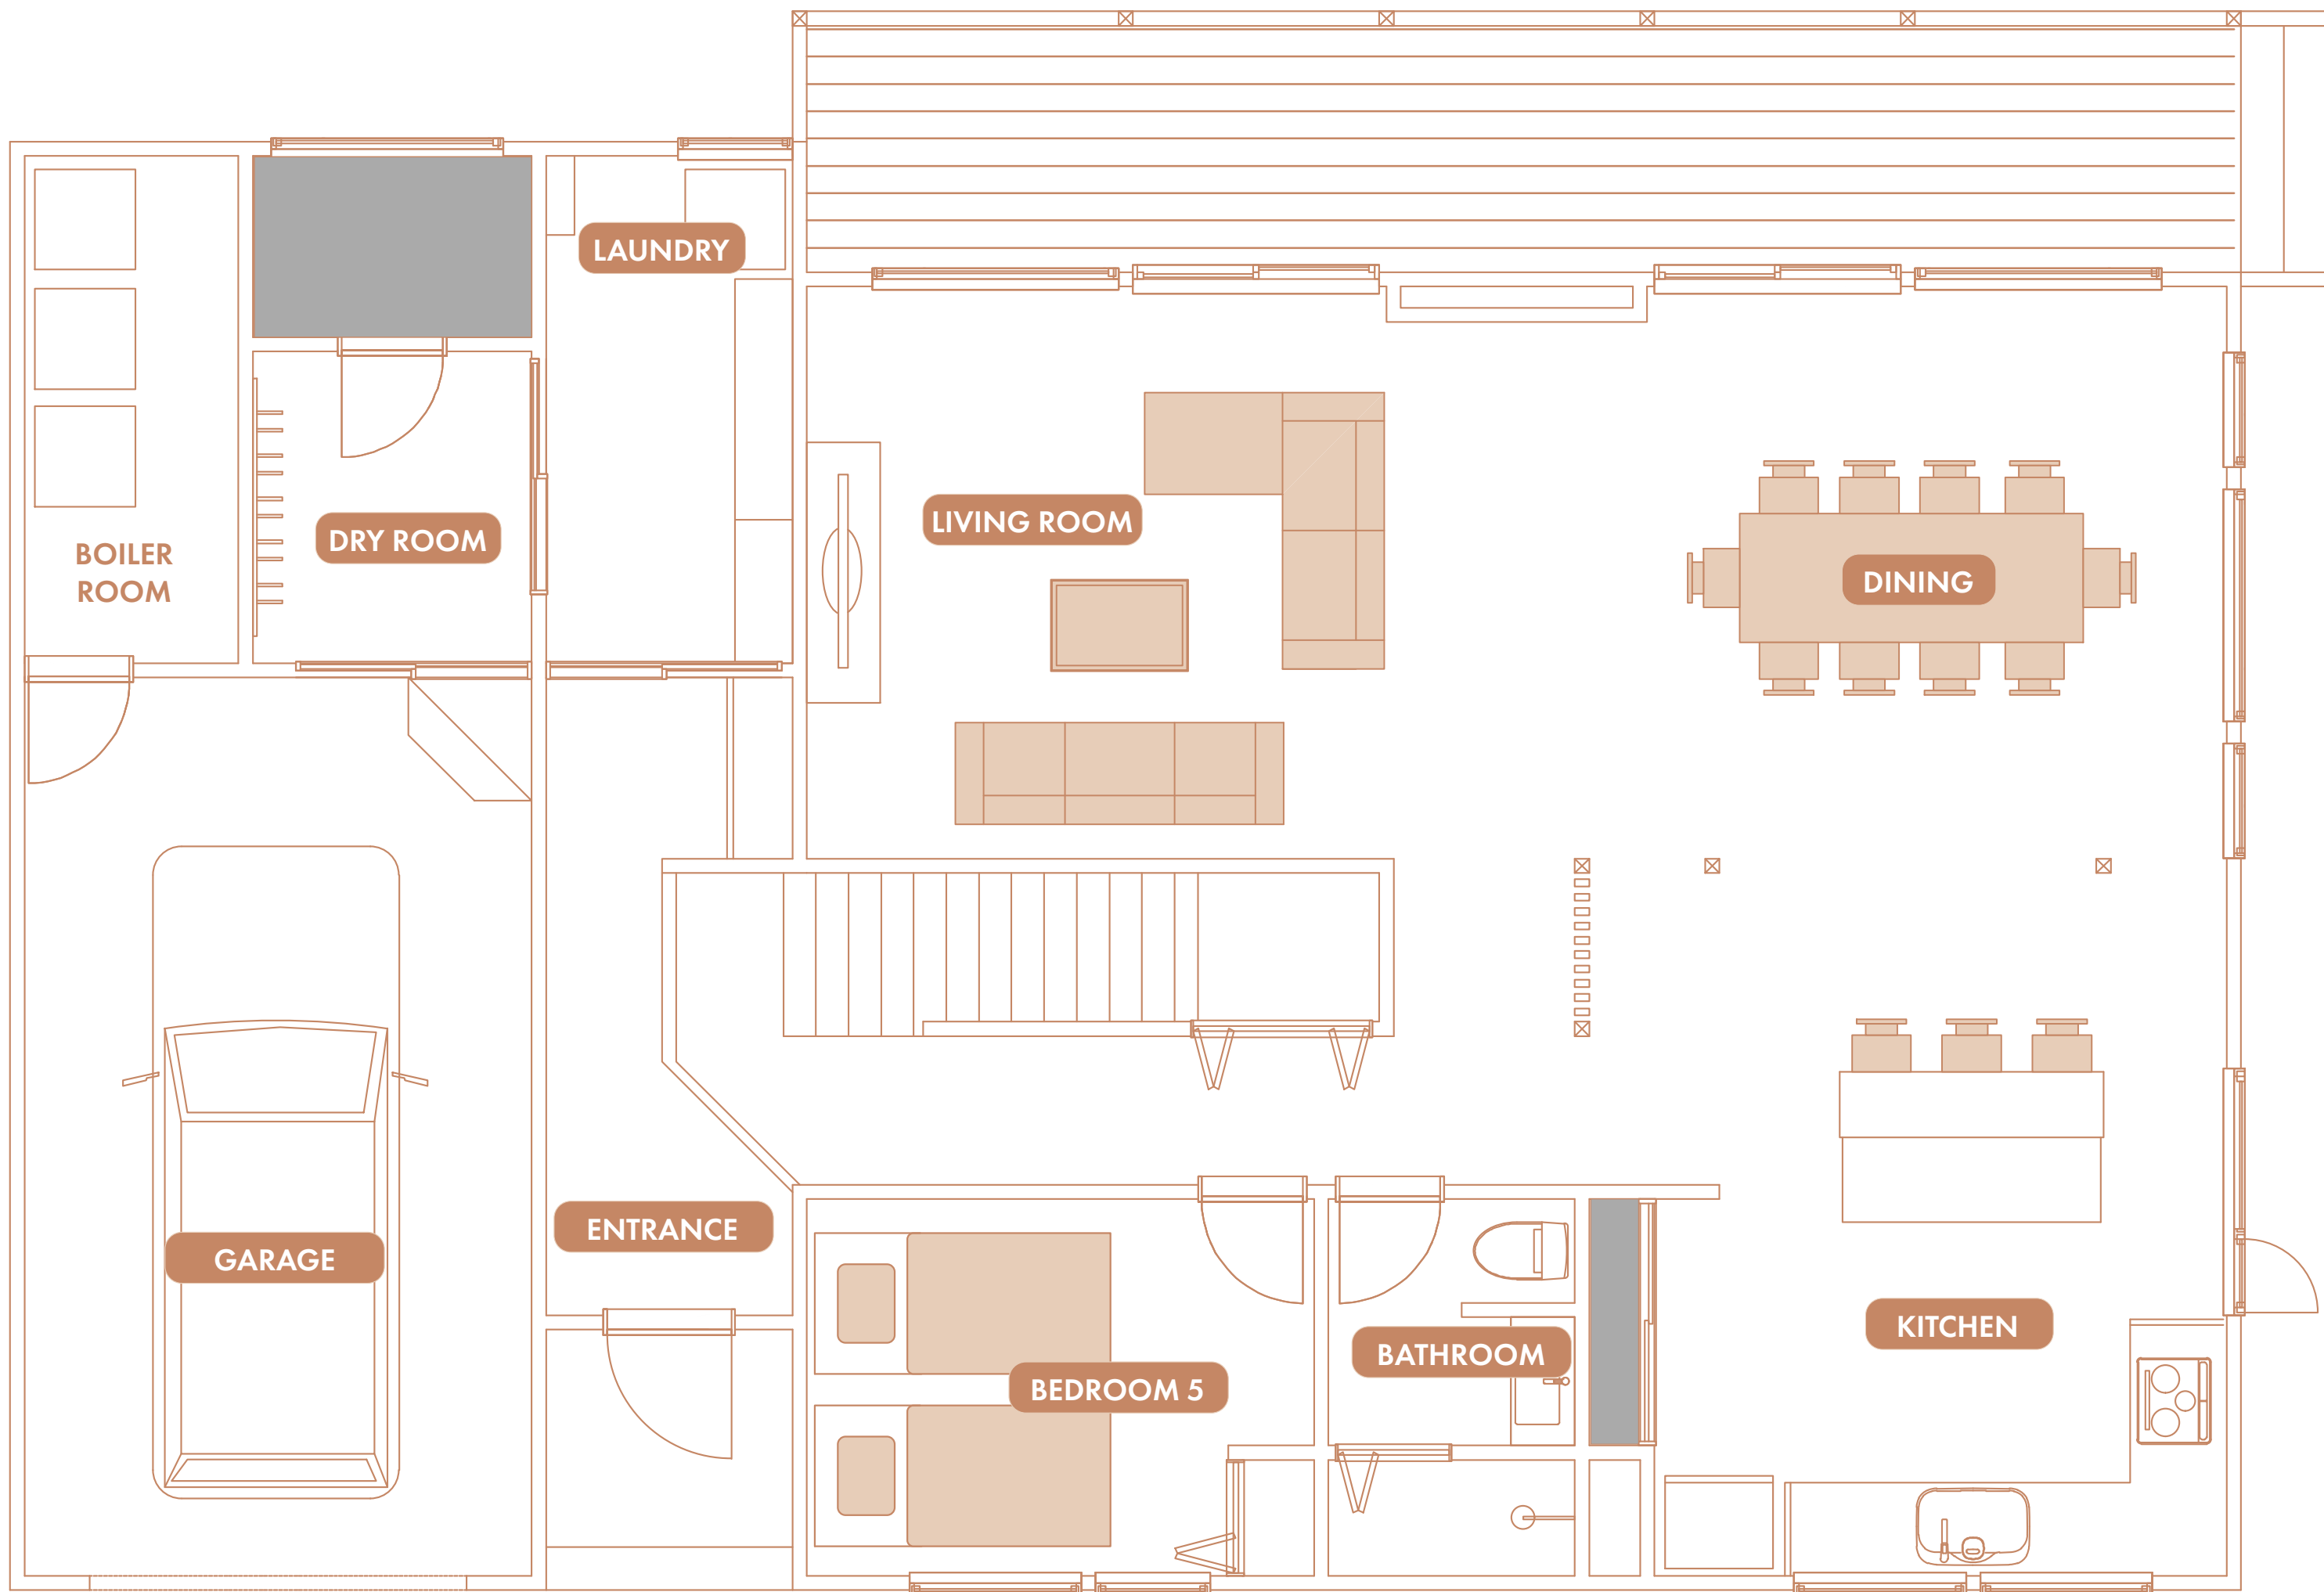 LAUNDRY
LIVING ROOM
DRY ROOM
BOILER
ROOM
DINING
ENTRANCE
GARAGE
KITCHEN
BATHROOM
BEDROOM 5